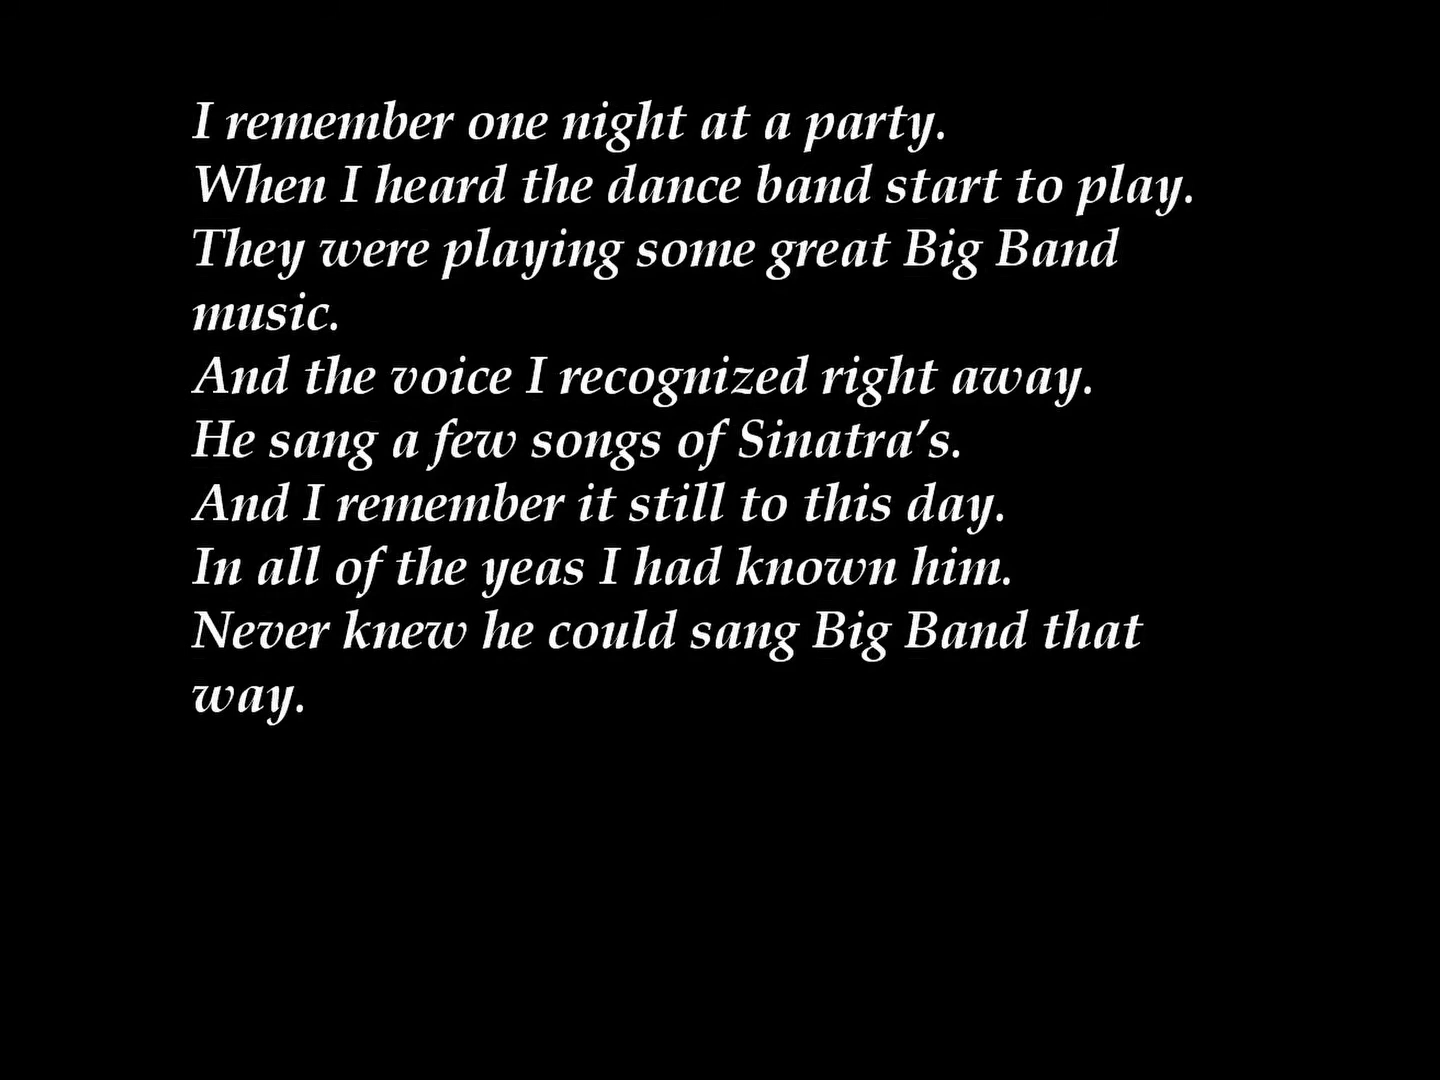 I remember one night at a party.
When I heard the dance band start to play.
They were playing some great Big Band
music.
And the voice I recognized right away.
He sang a few songs of Sinatra’s.
And I remember it still to this day.
In all of the yeas I had known him.
Never knew he could sang Big Band that
way.